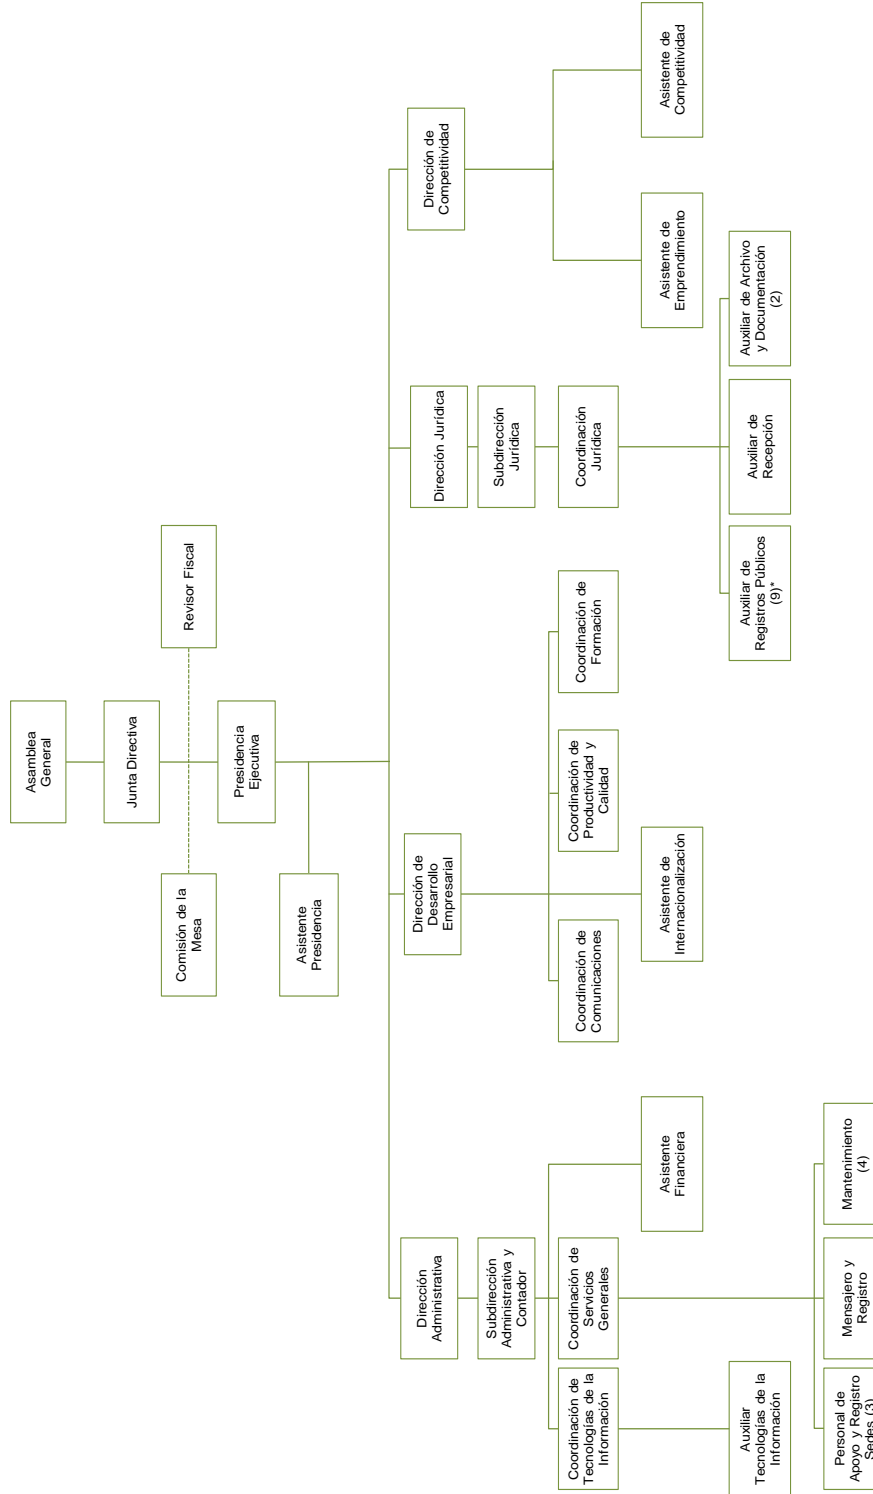 Asamblea
General
Junta Directiva
Comisión de la
Mesa
Revisor Fiscal
Presidencia
Ejecutiva
Asistente
Presidencia
Dirección
Administrativa
Dirección de
Desarrollo
Empresarial
Dirección Jurídica
Dirección de
Competitividad
Subdirección
Administrativa y
Contador
Subdirección
Jurídica
Coordinación de
Tecnologías de la
Información
Coordinación de
Servicios
Generales
Coordinación de
Comunicaciones
Coordinación de
Productividad y
Calidad
Coordinación de
Formación
Coordinación
Jurídica
Asistente
Financiera
Asistente de
Internacionalización
Asistente de
Emprendimiento
Asistente de
Competitividad
Auxiliar
Tecnologías de la
Información
Auxiliar de
Registros Públicos
(9)*
Auxiliar de
Recepción
Auxiliar de Archivo
y Documentación
(2)
Personal de
Apoyo y Registro
Sedes (3)
Mensajero y
Registro
Mantenimiento
(4)